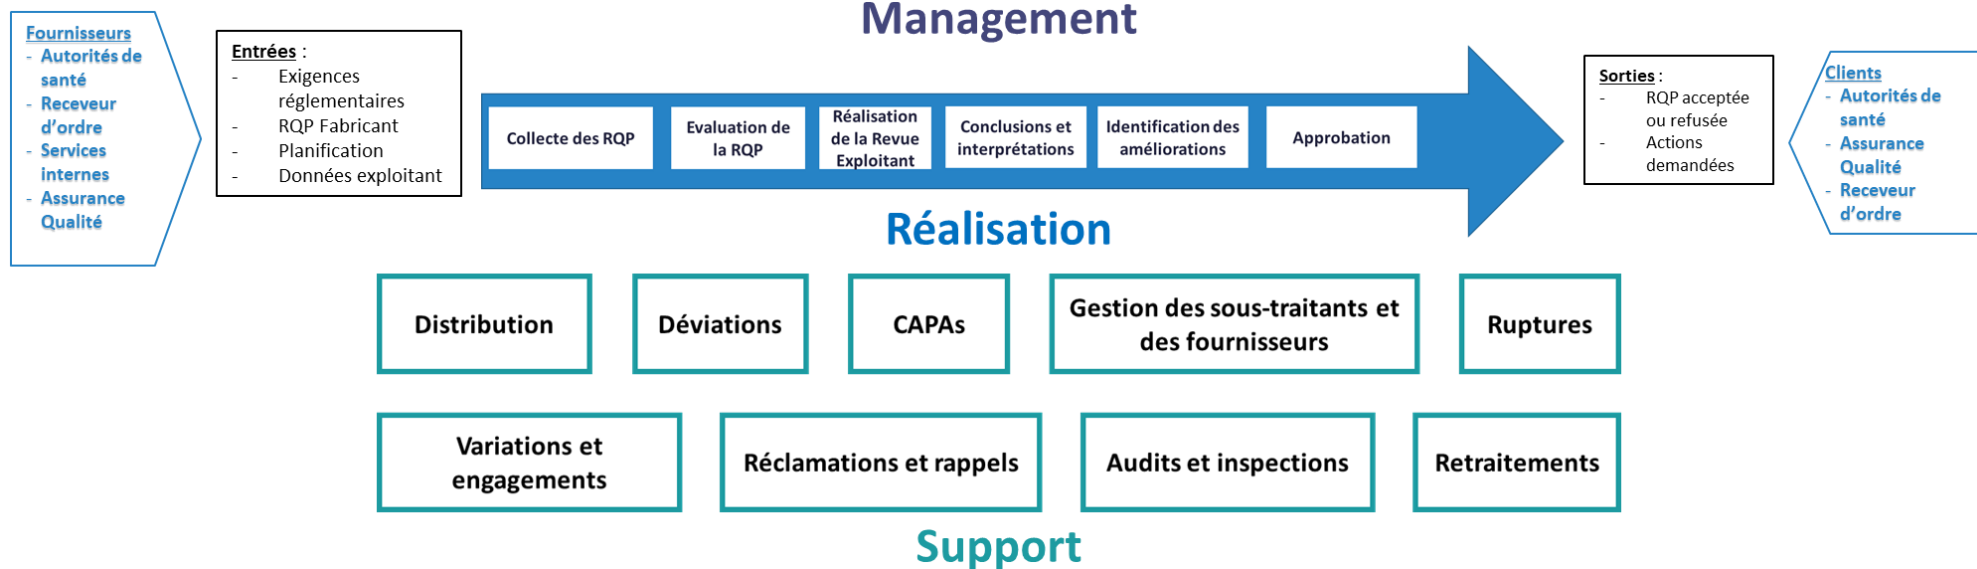 Management
Fournisseurs
- Autorités de
santé
- Receveur
d'ordre
- Services
internes
- Assurance
Qualité
Entrées :
- Exigences
réglementaires
- RQP Fabricant
- Planification
- Données exploitant
Collecte des RQP
Evaluation de
la RQP
Réalisation
de la Revue
Exploitant
Conclusions et
interprétations
Identification des
améliorations
Approbation
Sorties :
- RQP acceptée
ou refusée
- Actions
demandées
Clients
- Autorités de
santé
- Assurance
Qualité
- Receveur
d'ordre
Réalisation
Distribution
Déviations
CAPAs
Gestion des sous-traitants et
des fournisseurs
Ruptures
Variations et
engagements
Réclamations et rappels
Audits et inspections
Retraitements
Support